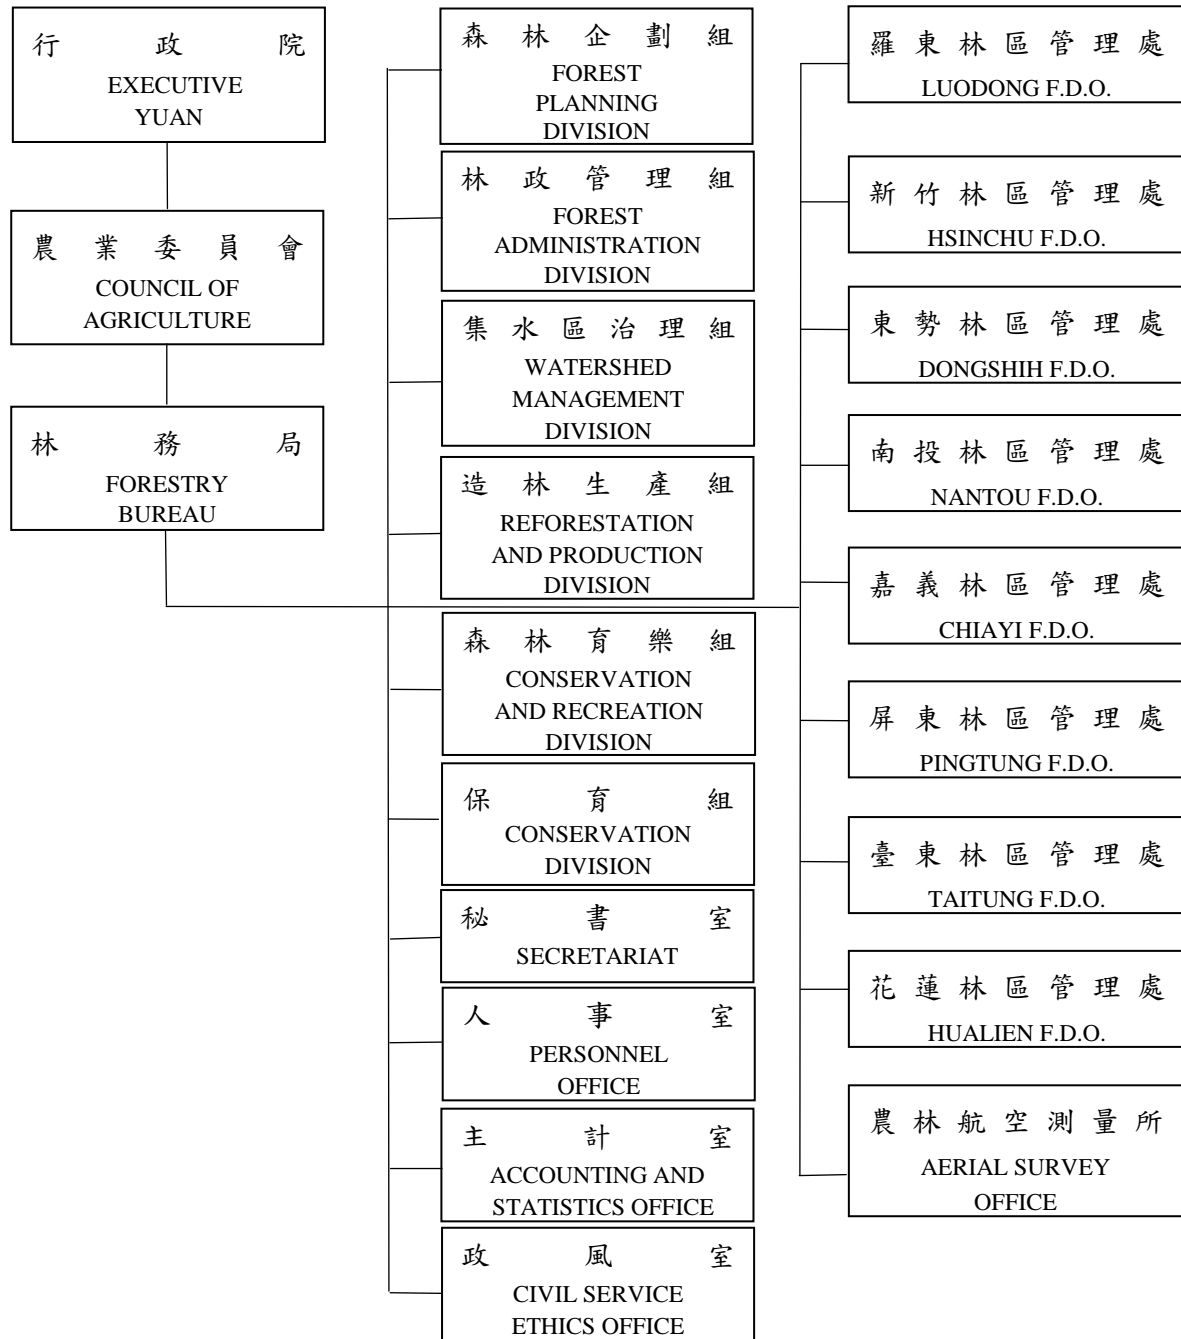 行政院
EXECUTIVE
YUAN
農業委員會
COUNCIL OF
AGRICULTURE
林務局
FORESTRY
BUREAU
森林企劃組
FOREST
PLANNING
DIVISION
林政管理組
FOREST
ADMINISTRATION
DIVISION
集水區治理組
WATERSHED
MANAGEMENT
DIVISION
造林生產組
REFORESTATION
AND PRODUCTION
DIVISION
森林育樂組
CONSERVATION
AND RECREATION
DIVISION
保育組
CONSERVATION
DIVISION
秘書室
SECRETARIAT
人事室
PERSONNEL
OFFICE
主計室
ACCOUNTING AND
STATISTICS OFFICE
政風室
CIVIL SERVICE
ETHICS OFFICE
羅東林區管理處
LUODONG F.D.O.
新竹林區管理處
HSINCHU F.D.O.
東勢林區管理處
DONGSHIH F.D.O.
南投林區管理處
NANTOU F.D.O.
嘉義林區管理處
CHIAYI F.D.O.
屏東林區管理處
PINGTUNG F.D.O.
臺東林區管理處
TAITUNG F.D.O.
花蓮林區管理處
HUALIEN F.D.O.
農林航空測量所
AERIAL SURVEY
OFFICE